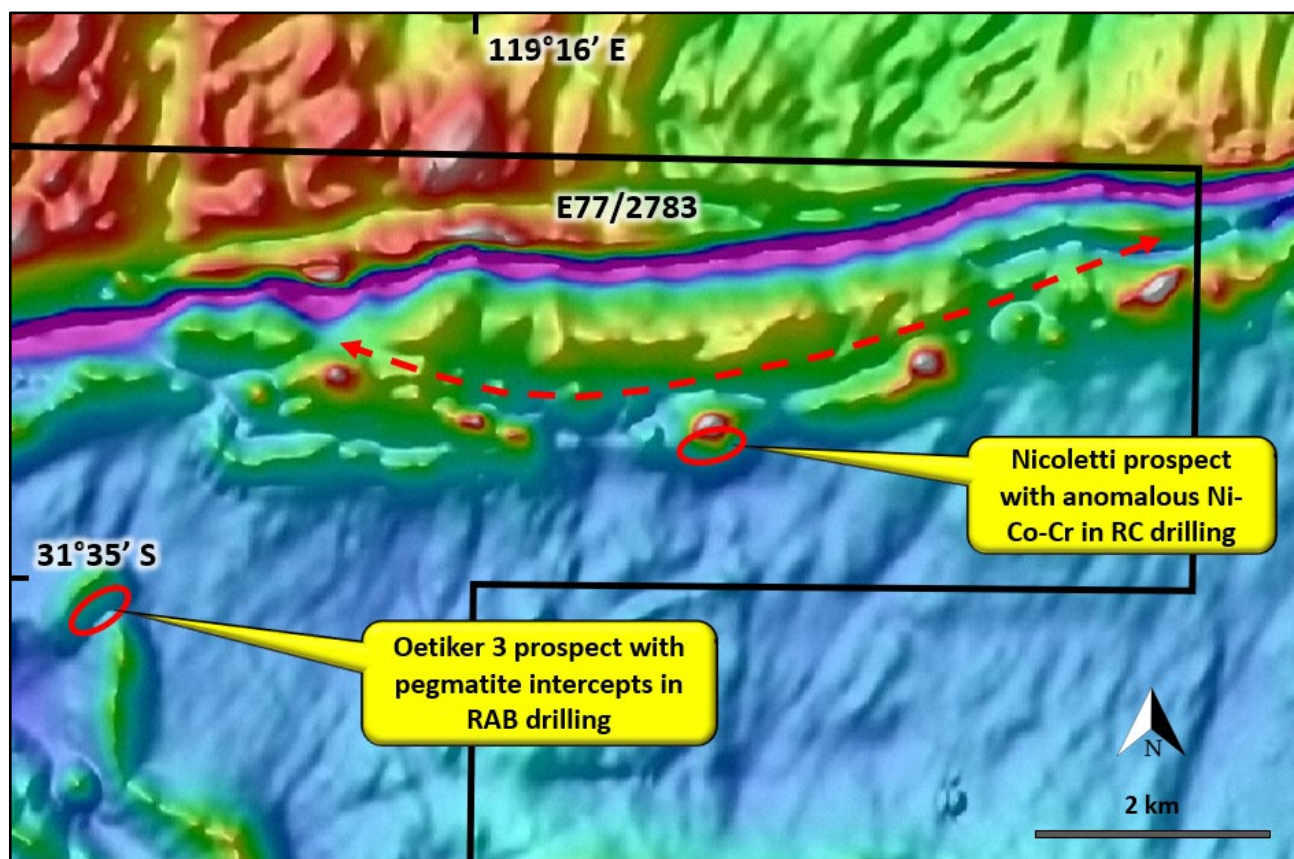 119°16’ E
E77/2783
Nicoletti prospect
with anomalous Ni-
Co-Cr in RC drilling
31°35’ S
Oetiker 3 prospect with
pegmatite intercepts in
RAB drilling
N
2 km